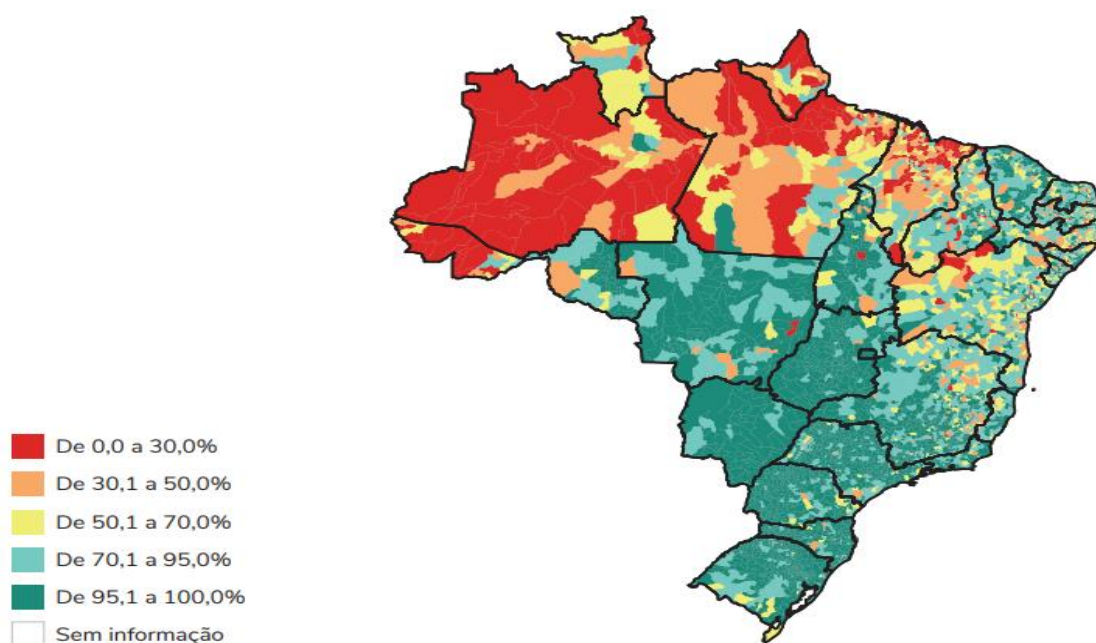 De 0,0 a 30,0%
De 30,1 a 50,0%
De 50,1 a 70,0%
De 70,1 a 95,0%
De 95,1 a 100,0%
Sem informação